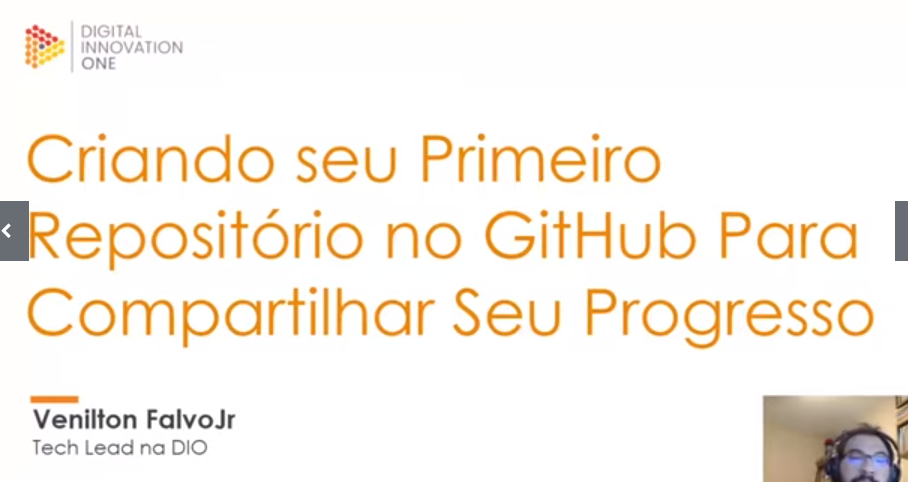 DIGITAL
INNOVATION
ONE
Criando seu Primeiro
Repositório no GitHub Para
Compartilhar Seu Progresso
Venilton FalvoJr
Tech Lead na DIO